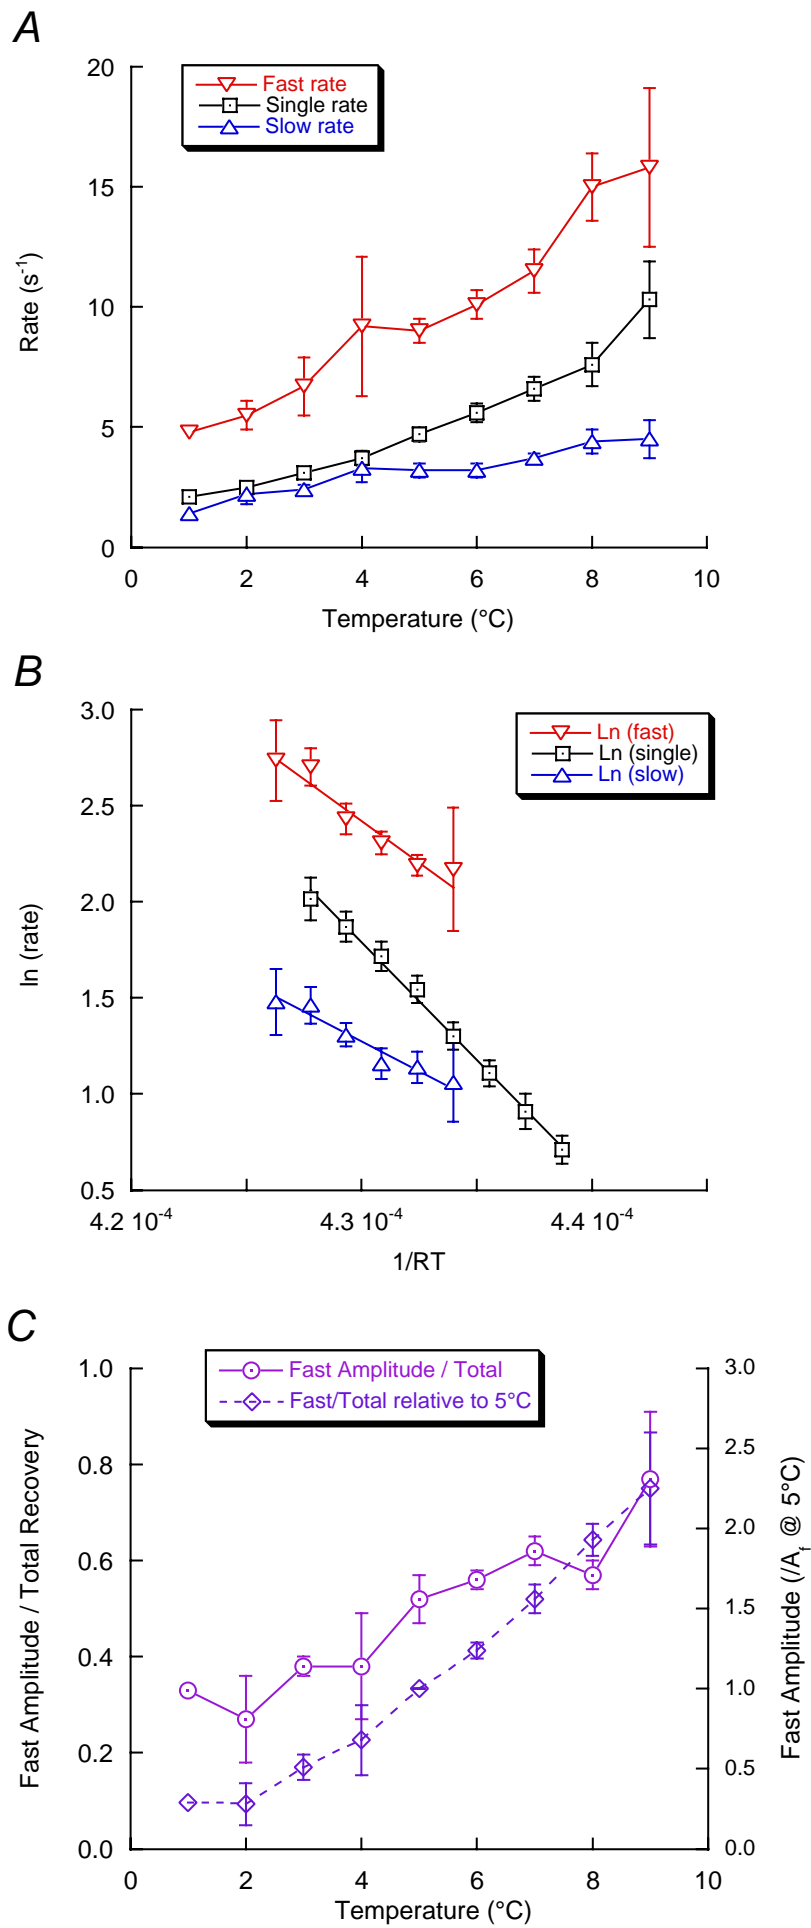 A
20
15
10
5
0
Rate (s-1)
Fast rate
Single rate
Slow rate
0 2 4 6 8 10
Temperature (°C)
B
3.0
2.5
2.0
1.5
1.0
0.5
ln (rate)
Ln (fast)
Ln (single)
Ln (slow)
4.2 10-4 4.3 10-4 4.4 10-4
1/RT
C
1.0
0.8
0.6
0.4
0.2
0.0
Fast Amplitude / Total Recovery
Fast Amplitude / Total
Fast/Total relative to 5°C
3.0
2.5
2.0
1.5
1.0
0.5
0.0
Fast Amplitude (/Af @ 5°C)
0 2 4 6 8 10
Temperature (°C)